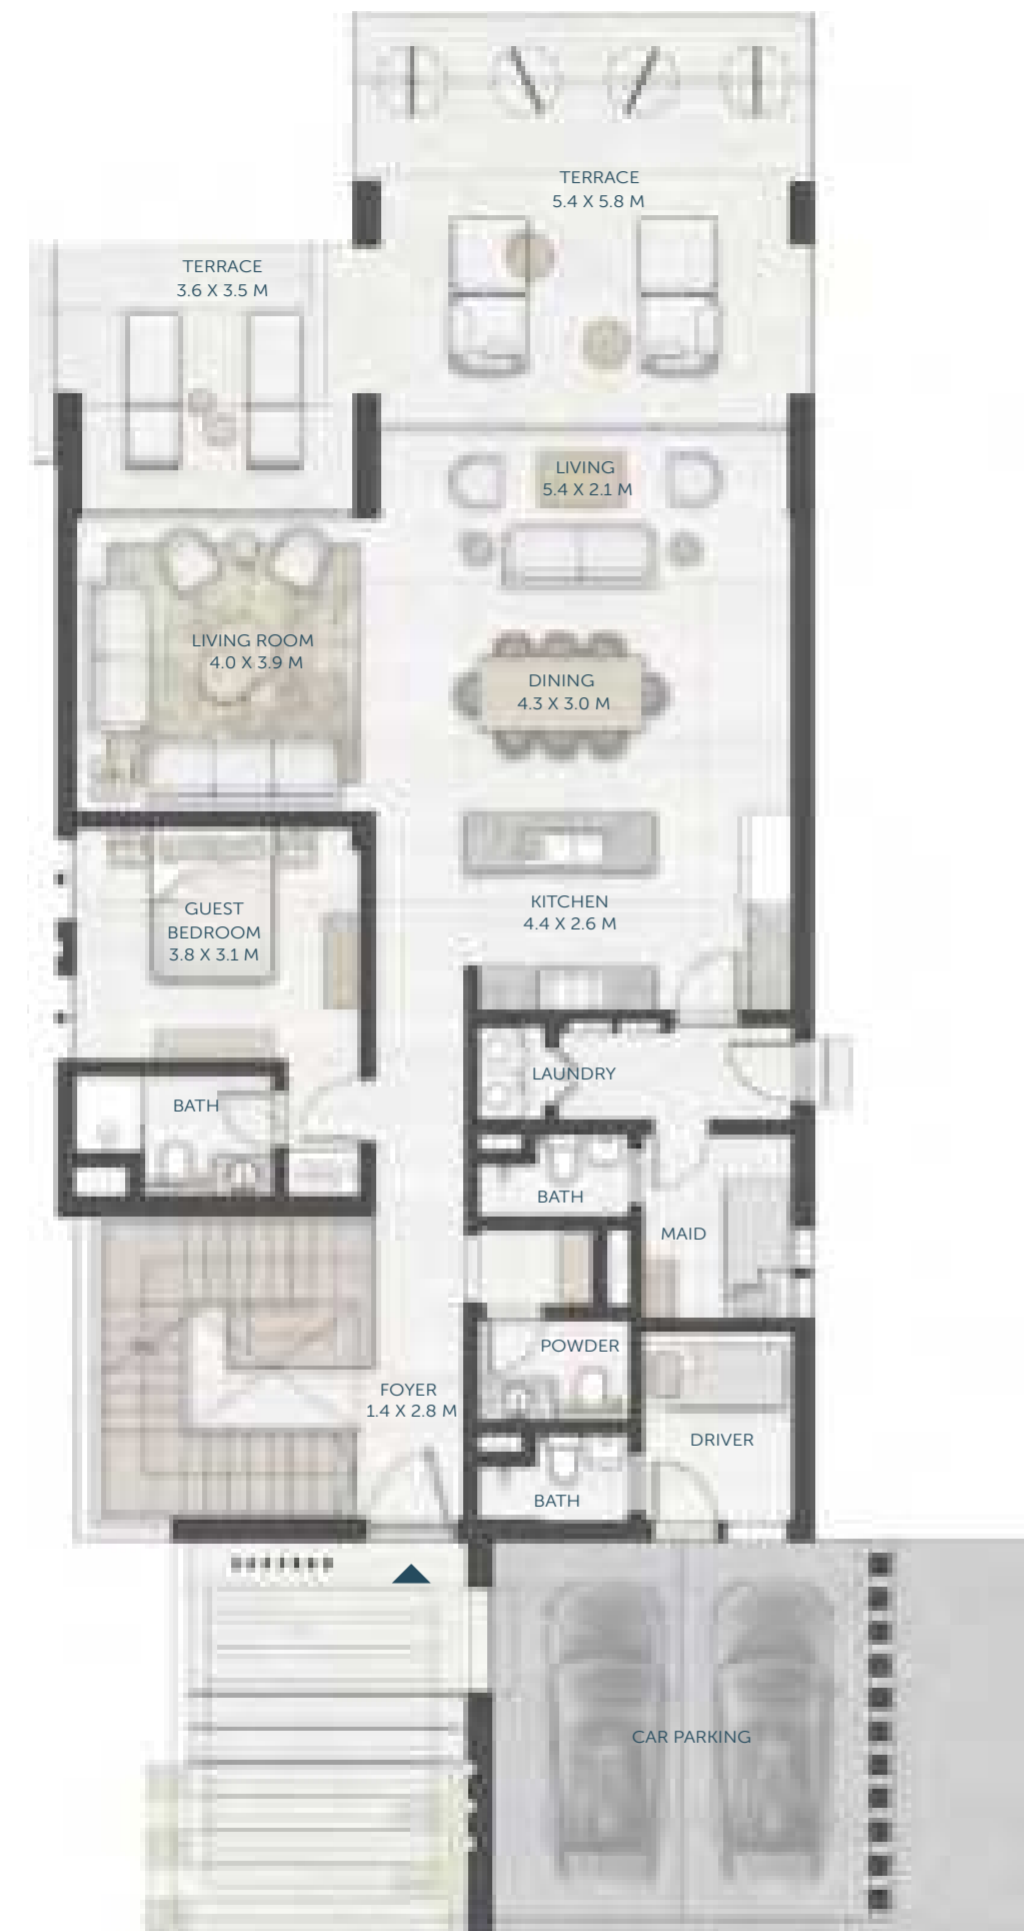 TERRACE
5.4 X 5.8 M
TERRACE
3.6 X 3.5 M
LIVING
5.4 X 2.1 M
LIVING ROOM
4.0 X 3.9 M
DINING
4.3 X 3.0 M
KITCHEN
4.4 X 2.6 M
GUEST
BEDROOM
3.8 X 3.1 M
LAUNDRY
BATH
BATH
MAID
POWDER
FOYER
1.4 X 2.8 M
DRIVER
BATH
CAR PARKING